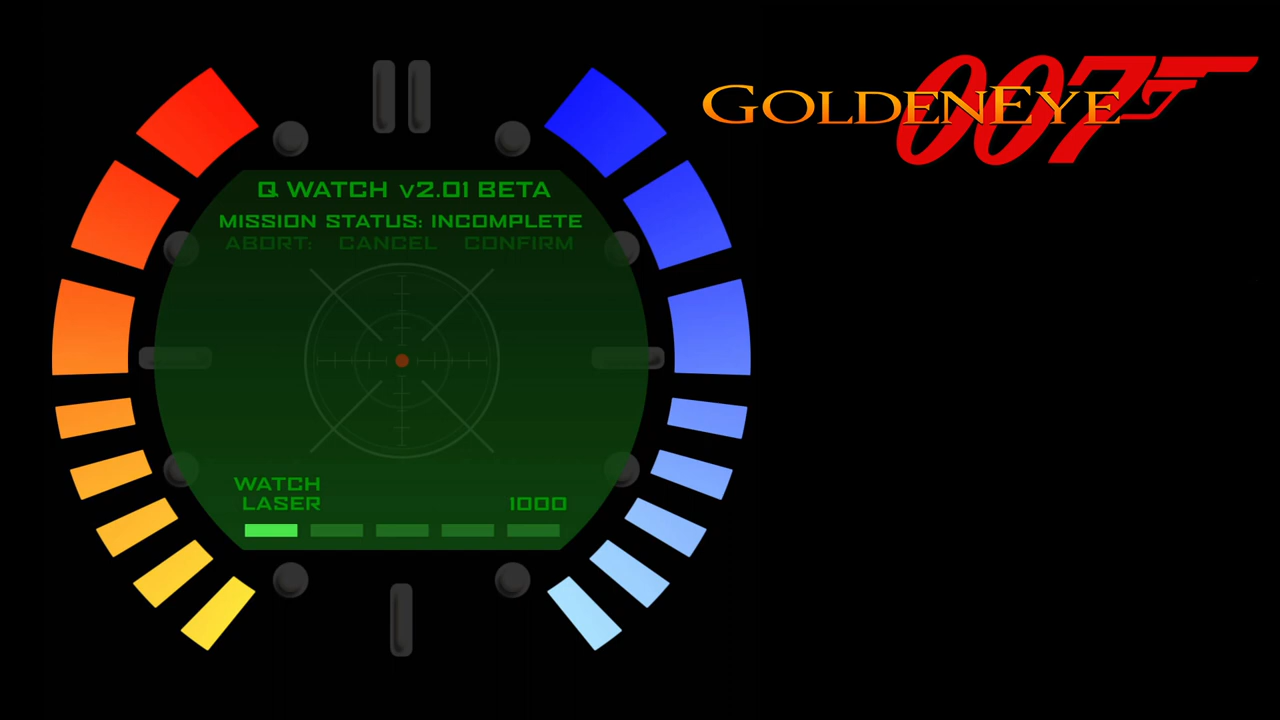 GOLDENEYE 007
Q WATCH v2.01 BETA
MISSION STATUS: INCOMPLETE
ABORT: CANCEL CONFIRM
WATCH
LASER 1000